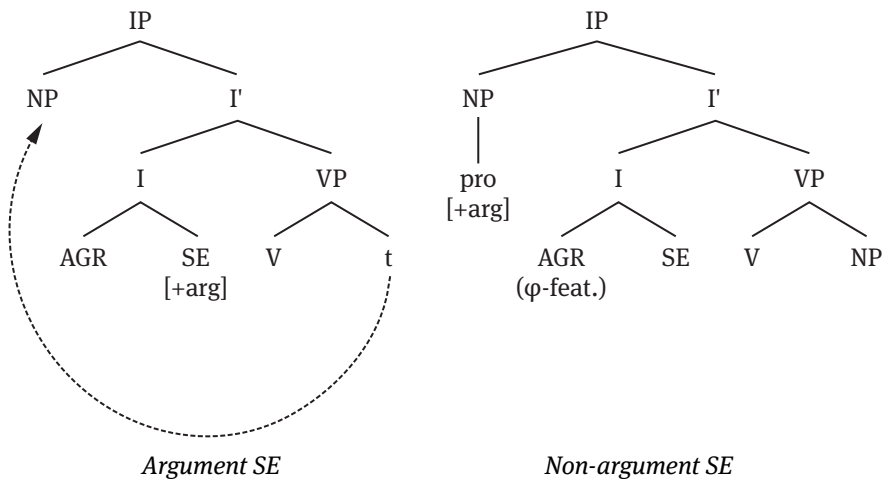 IP IP
NP I' NP I'
I VP pro I VP
[+arg]
AGR SE V t AGR SE V NP
[+arg] (φ-feat.)
Argument SE Non-argument SE